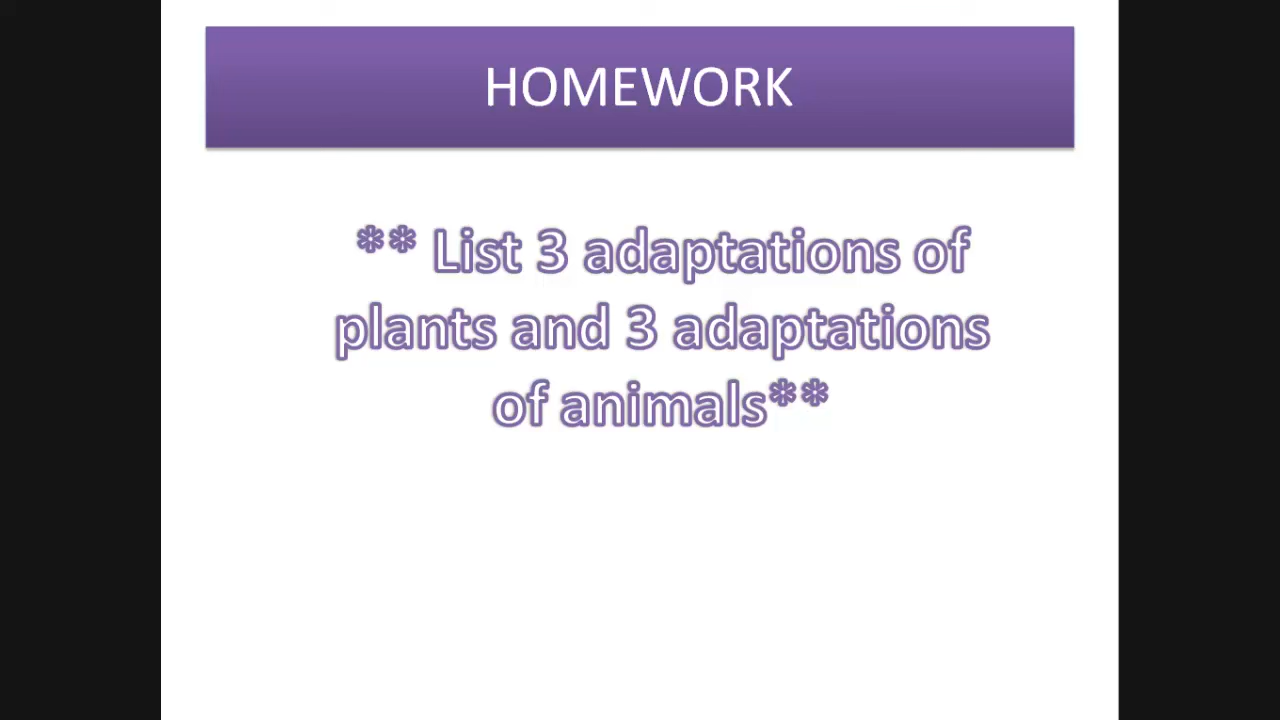 HOMEWORK
** List 3 adaptations of
plants and 3 adaptations
of animals**